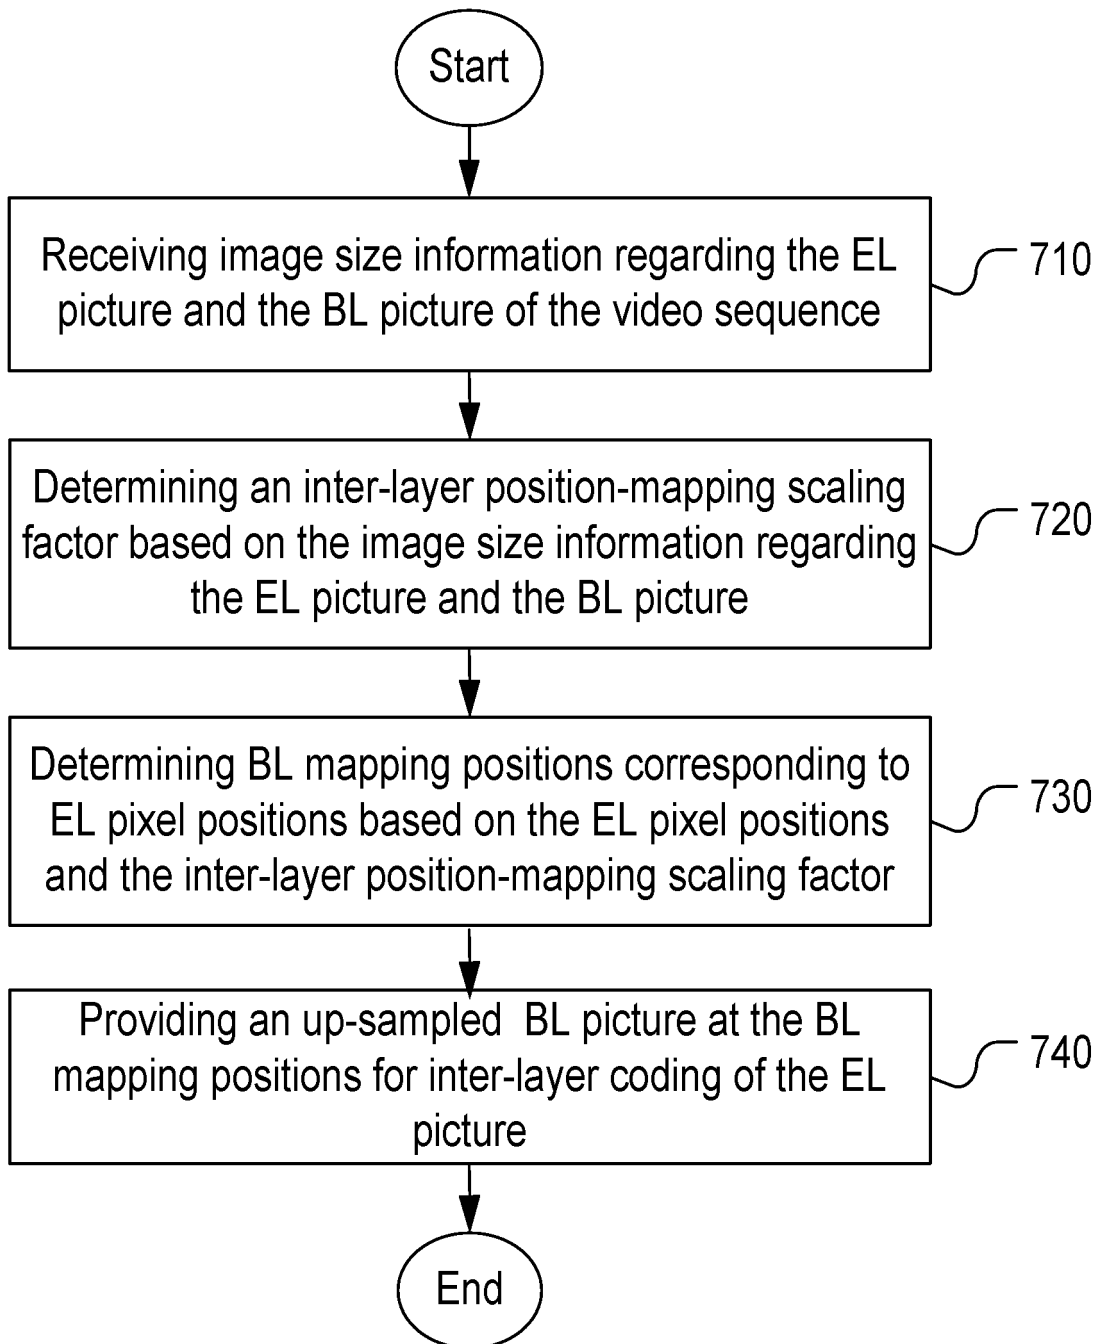 Start
Receiving image size information regarding the EL
picture and the BL picture of the video sequence
710
Determining an inter-layer position-mapping scaling
factor based on the image size information regarding
the EL picture and the BL picture
720
Determining BL mapping positions corresponding to
EL pixel positions based on the EL pixel positions
and the inter-layer position-mapping scaling factor
730
Providing an up-sampled BL picture at the BL
mapping positions for inter-layer coding of the EL
picture
740
End